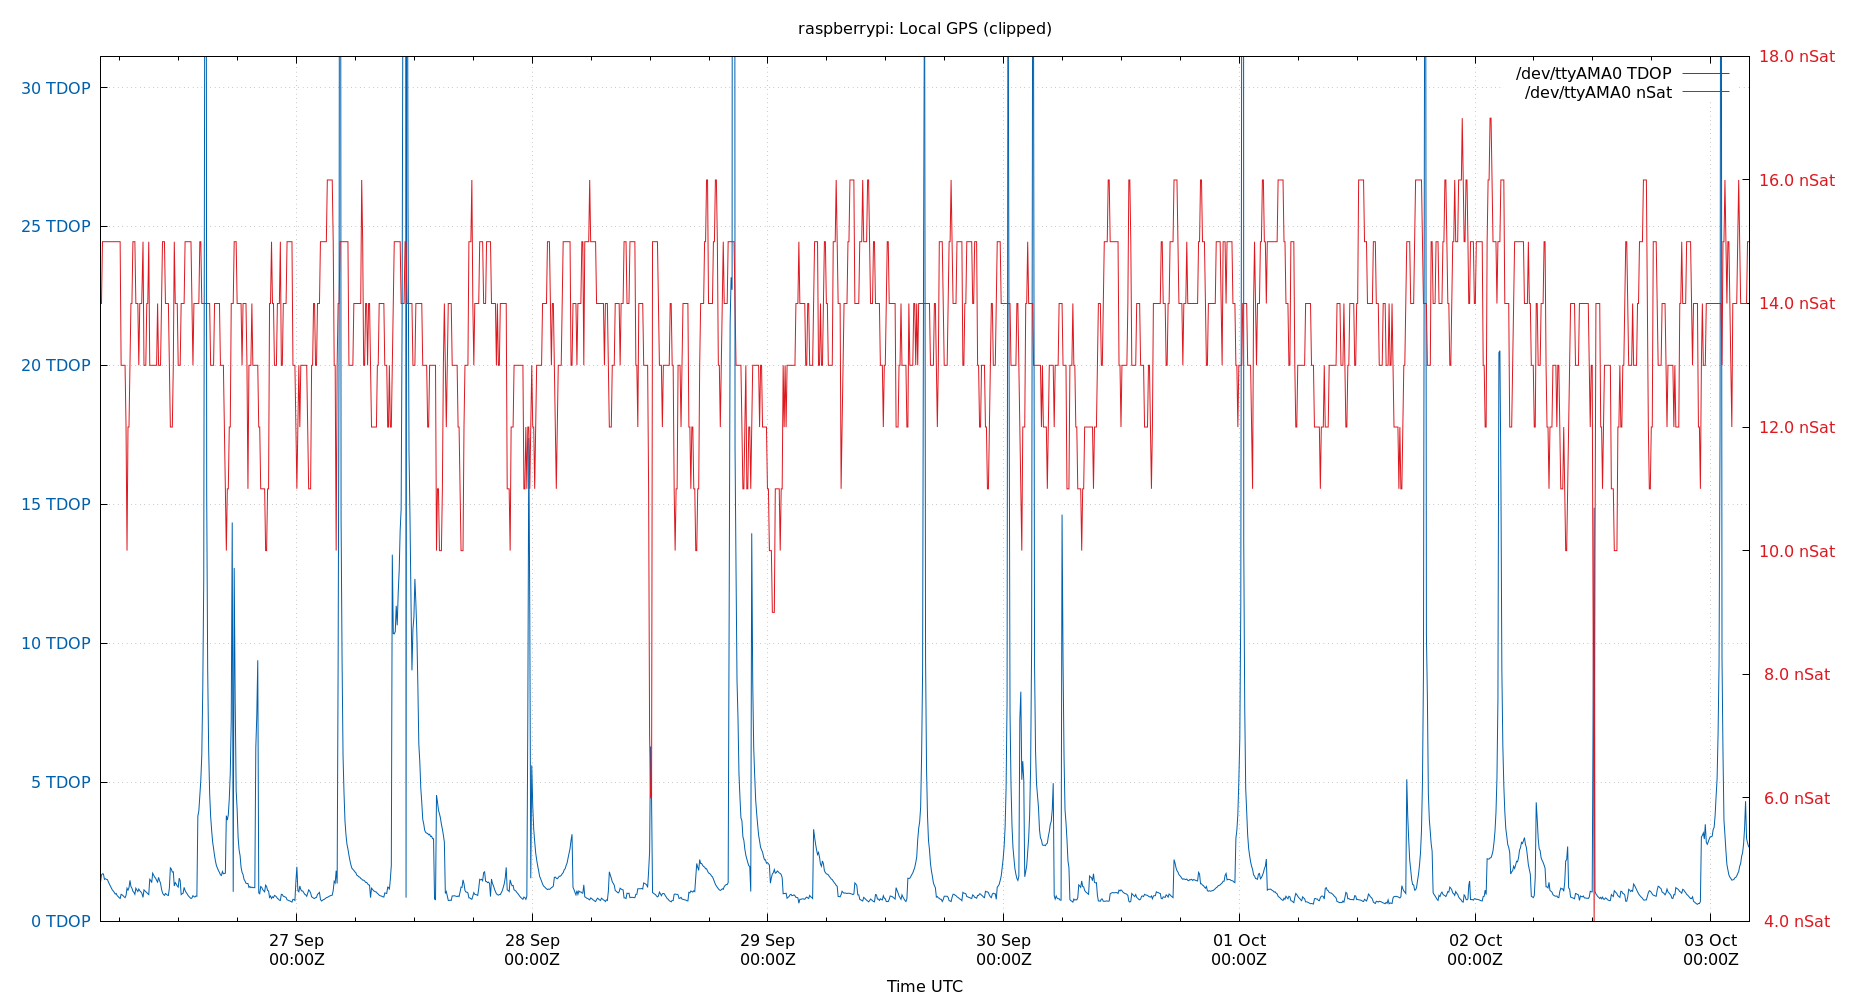 raspberrypi: Local GPS (clipped)
/dev/ttyAMA0 TDOP
/dev/ttyAMA0 nSat
30 TDOP
25 TDOP
20 TDOP
15 TDOP
10 TDOP
5 TDOP
0 TDOP
18.0 nSat
16.0 nSat
14.0 nSat
12.0 nSat
10.0 nSat
8.0 nSat
6.0 nSat
4.0 nSat
27 Sep
00:00Z
28 Sep
00:00Z
29 Sep
00:00Z
30 Sep
00:00Z
01 Oct
00:00Z
02 Oct
00:00Z
03 Oct
00:00Z
Time UTC